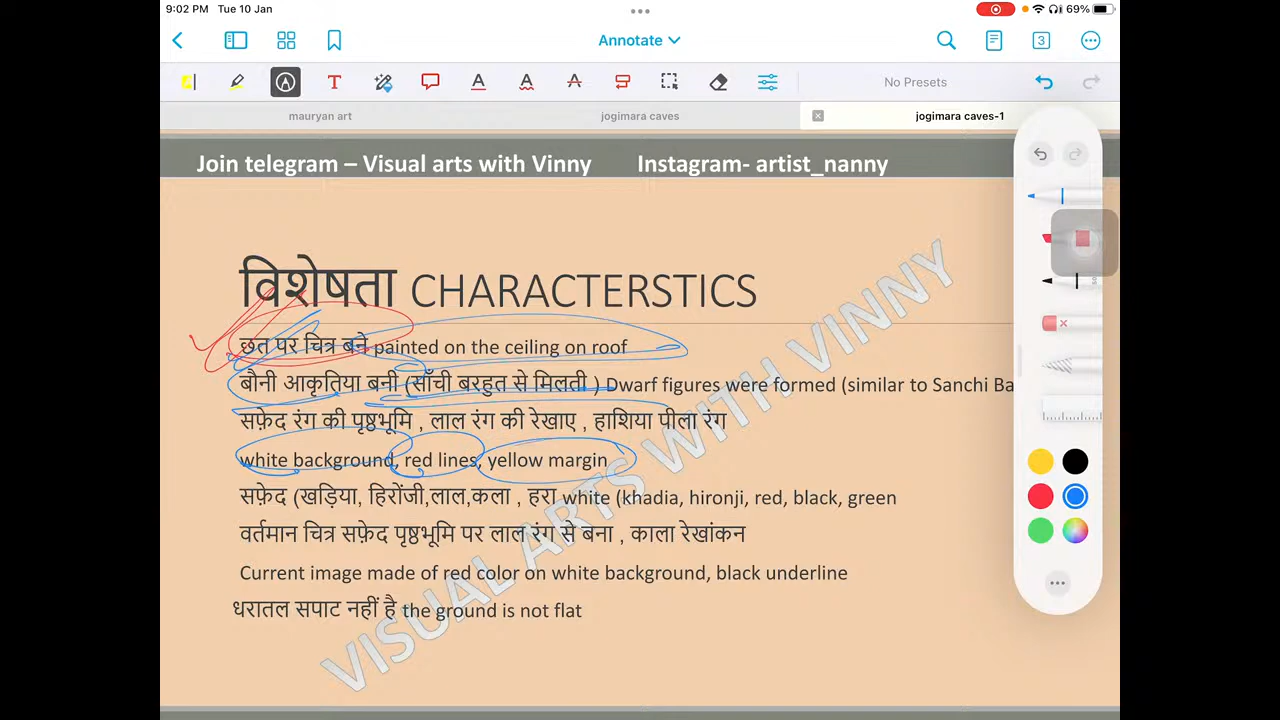 9:02 PM Tue 10 Jan
69%
Annotate
3
T
A
A
A
No Presets
mauryan art
jogimara caves
jogimara caves-1
Join telegram – Visual arts with Vinny
Instagram- artist_nanny
विशेषता CHARACTERSTICS
छत पर चित्र बने painted on the ceiling on roof
बौनी आकृतिया बनी (साँची बरहुत से मिलती ) Dwarf figures were formed (similar to Sanchi Ba
सफ़ेद रंग की पृष्ठभूमि , लाल रंग की रेखाए , हाशिया पीला रंग
white background, red lines, yellow margin
सफ़ेद (खड़िया, हिरोंजी,लाल,कला , हरा white (khadia, hironji, red, black, green
वर्तमान चित्र सफ़ेद पृष्ठभूमि पर लाल रंग से बना , काला रेखांकन
Current image made of red color on white background, black underline
धरातल सपाट नहीं है the ground is not flat
VISUAL ARTS WITH VINNY